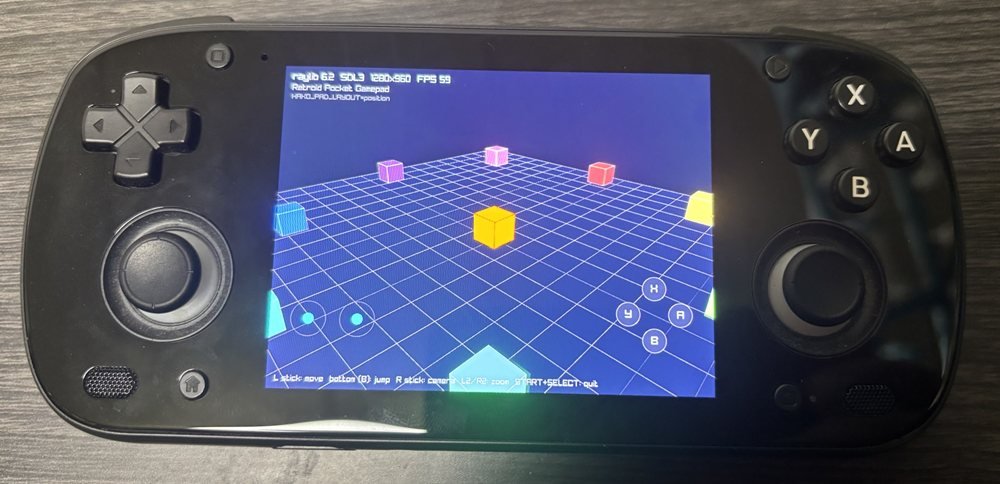 raylib 6.2  SDL3  1280x960  FPS 59
Retroid Pocket Gamepad
HAKO_PAD_LAYOUT=position
X
Y
A
B
X
Y
A
B
L stick: move  bottom (B) jump  R stick: camera  L2/R2 zoom  START+SELECT: quit